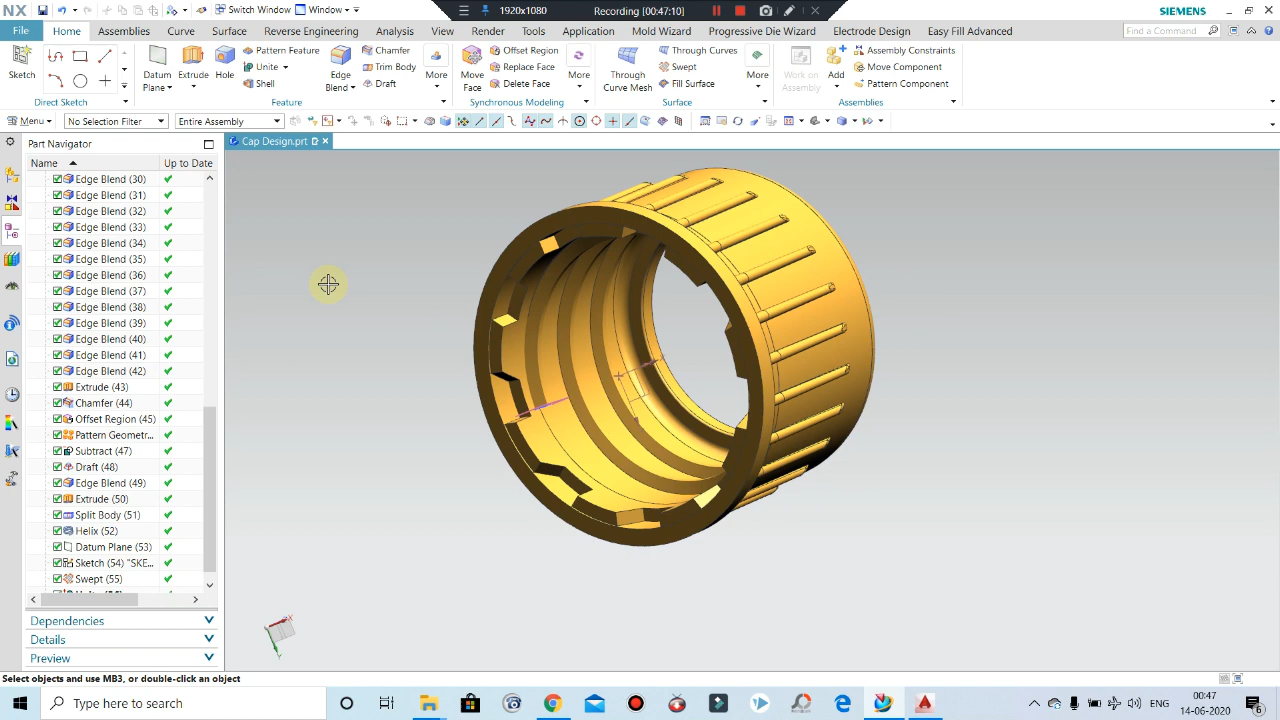 NX
Switch Window
Window
1920x1080
Recording [00:47:10]
SIEMENS
File
Home
Assemblies
Curve
Surface
Reverse Engineering
Analysis
View
Render
Tools
Application
Mold Wizard
Progressive Die Wizard
Electrode Design
Easy Fill Advanced
Find a Command
Sketch
Direct Sketch
Datum Plane
Extrude
Hole
Pattern Feature
Unite
Shell
Edge Blend
Chamfer
Trim Body
Draft
More
Feature
Move Face
Offset Region
Replace Face
Delete Face
More
Synchronous Modeling
Through Curve Mesh
Through Curves
Swept
Fill Surface
More
Surface
Work on Assembly
Add
Assembly Constraints
Move Component
Pattern Component
Assemblies
Menu
No Selection Filter
Entire Assembly
Part Navigator
Cap Design.prt
Name
Up to Date
Edge Blend (30)
Edge Blend (31)
Edge Blend (32)
Edge Blend (33)
Edge Blend (34)
Edge Blend (35)
Edge Blend (36)
Edge Blend (37)
Edge Blend (38)
Edge Blend (39)
Edge Blend (40)
Edge Blend (41)
Edge Blend (42)
Extrude (43)
Chamfer (44)
Offset Region (45)
Pattern Geomet...
Subtract (47)
Draft (48)
Edge Blend (49)
Extrude (50)
Split Body (51)
Helix (52)
Datum Plane (53)
Sketch (54) "SKE...
Swept (55)
Dependencies
Details
Preview
X
Y
Select objects and use MB3, or double-click an object
Type here to search
ENG
00:47
14-06-2020
6